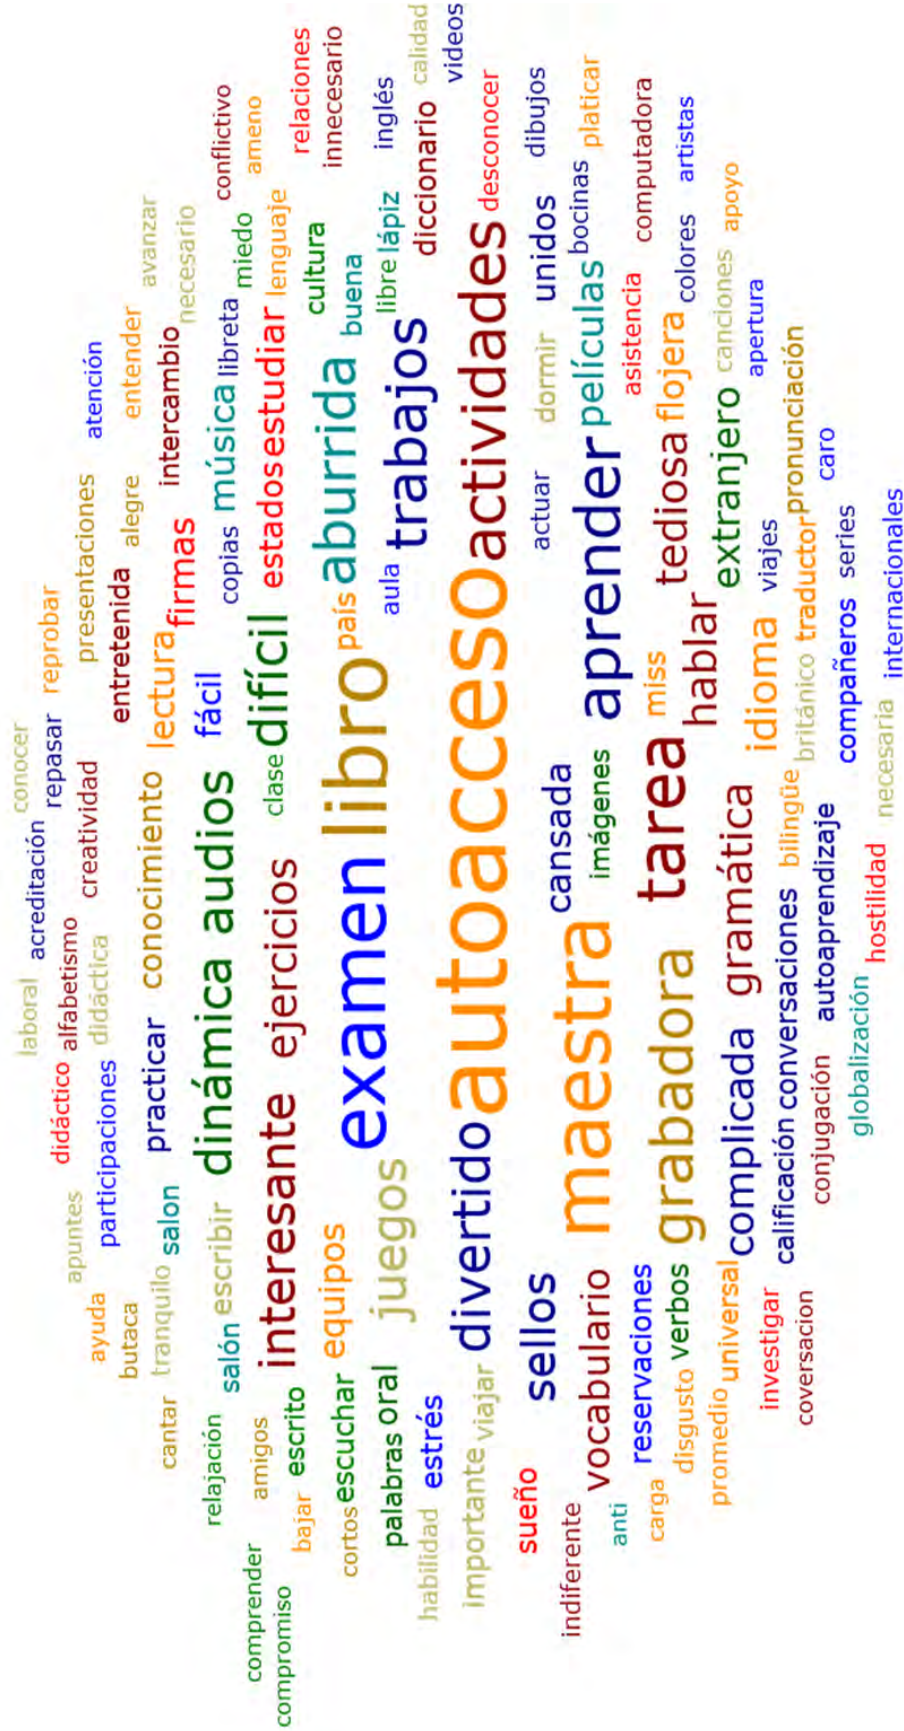 laboral acreditación conocer
didáctico alfabetismo repasar reprobar
apuntes participaciones didáctica creatividad presentaciones atención
ayuda butaca salon practicar conocimiento entretenida alegre entender avanzar
cantar tranquilo lectura firmas intercambio necesario
relajación salón escribir dinámica audios fácil copias música libreta miedo conflictivo
comprender amigos interesante ejercicios clase difícil estados estudiar lenguaje ameno
compromiso bajar escrito equipos país aburrida cultura buena relaciones innecesario
cortos escuchar juegos examen libro aula trabajos libre lápiz inglés
habilidad palabras oral estrés diccionario calidad
importante viajar divertido autoacceso actividades desconocer videos
sueño sellos cansada actuar dormir unidos dibujos
indiferente vocabulario maestra imágenes aprender películas bocinas platicar
anti reservaciones grabadora tarea miss tediosa flojera asistencia computadora
carga disgusto verbos hablar colores artistas
promedio universal complicada gramática idioma extranjero canciones apoyo
investigar calificación conversaciones bilingüe británico traductor viajes pronunciación apertura
coversacion conjugación autoaprendizaje compañeros series caro
globalización hostilidad necesaria internacionales